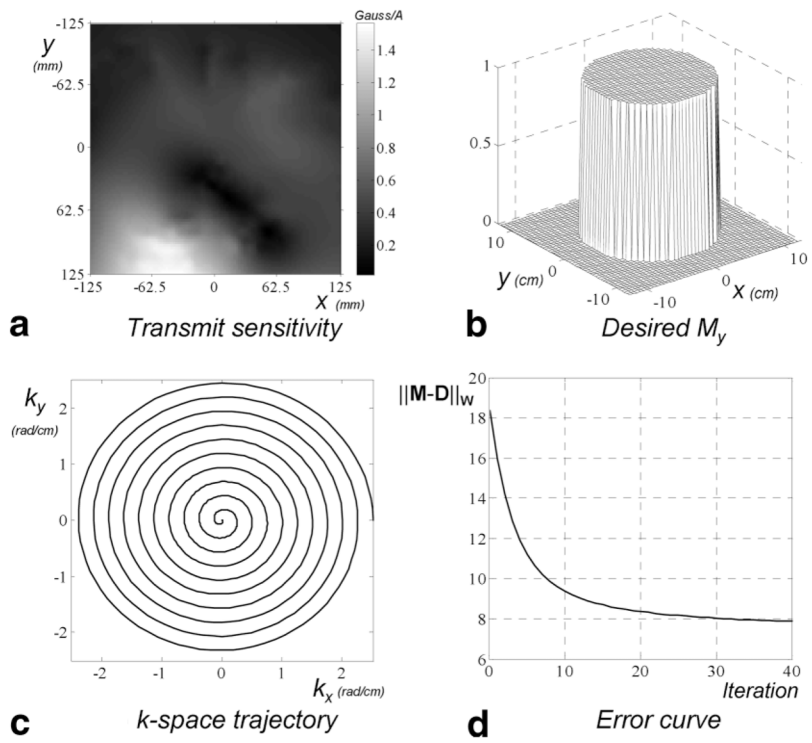 Gauss/A
-125
y
(mm)
-62.5
0
62.5
125
-125
-62.5
0
62.5
125
X (mm)
1.4
1.2
1
0.8
0.6
0.4
0.2
a
Transmit sensitivity
1
0.5
0
10
0
-10
y (cm)
-10
0
10
x (cm)
b
Desired My
ky
(rad/cm)
2
1
0
-1
-2
-2
-1
0
1
2
kx (rad/cm)
c
k-space trajectory
||M-D||w
20
18
16
14
12
10
8
6
0
10
20
30
40
Iteration
d
Error curve